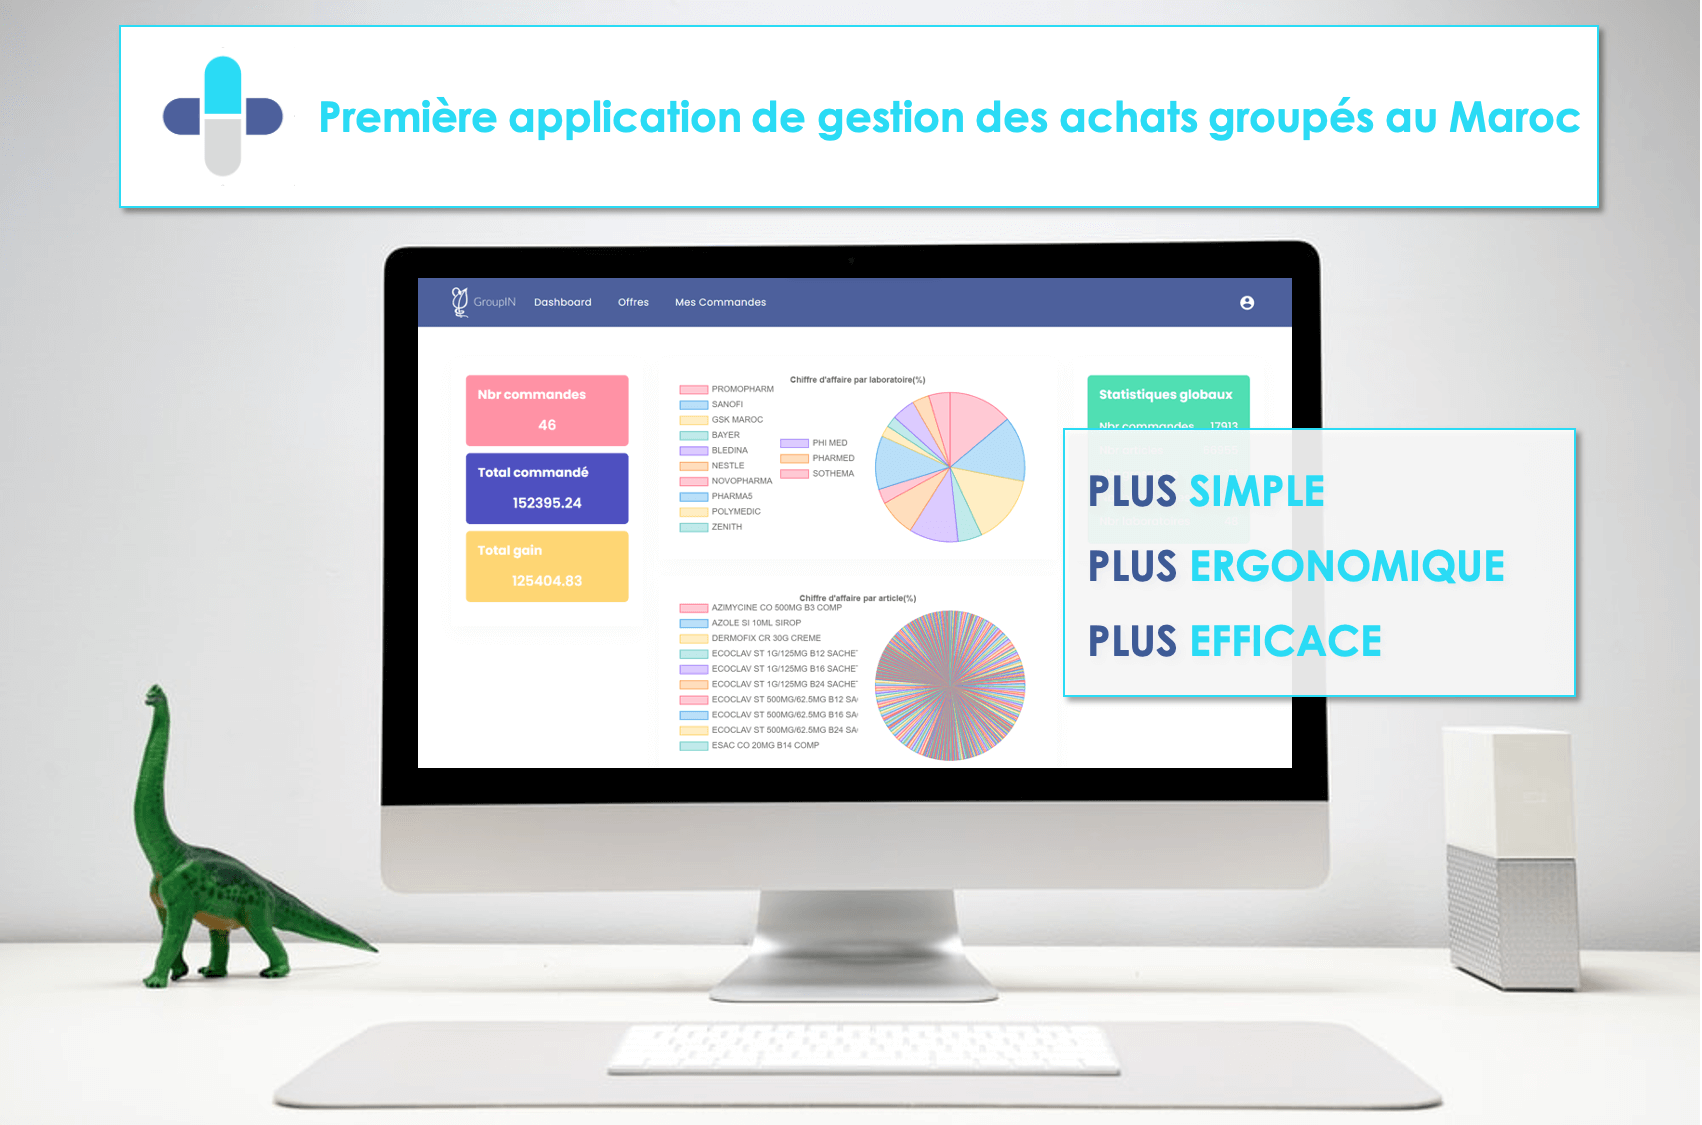 Première application de gestion des achats groupés au Maroc
GroupIN Dashboard Offres Mes Commandes
Nbr commandes
46
Total commandé
152395.24
Total gain
125404.83
Chiffre d'affaire par laboratoire(%)
PROMOPHARM
SANOFI
GSK MAROC
BAYER
BLEDINA
NESTLE
NOVOPHARMA
PHARMA5
POLYMEDIC
ZENITH
PHI MED
PHARMED
SOTHEMA
Chiffre d'affaire par article(%)
AZIMYCINE CO 500MG B3 COMP
AZOLE SI 10ML SIROP
DERMOFIX CR 30G CREME
ECOCLAV ST 1G/125MG B12 SACHE
ECOCLAV ST 1G/125MG B16 SACHE
ECOCLAV ST 1G/125MG B24 SACHE
ECOCLAV ST 500MG/62.5MG B12 SA
ECOCLAV ST 500MG/62.5MG B16 SA
ECOCLAV ST 500MG/62.5MG B24 SA
ESAC CO 20MG B14 COMP
Statistiques globaux
Nbr commandes 17913
PLUS SIMPLE
PLUS ERGONOMIQUE
PLUS EFFICACE